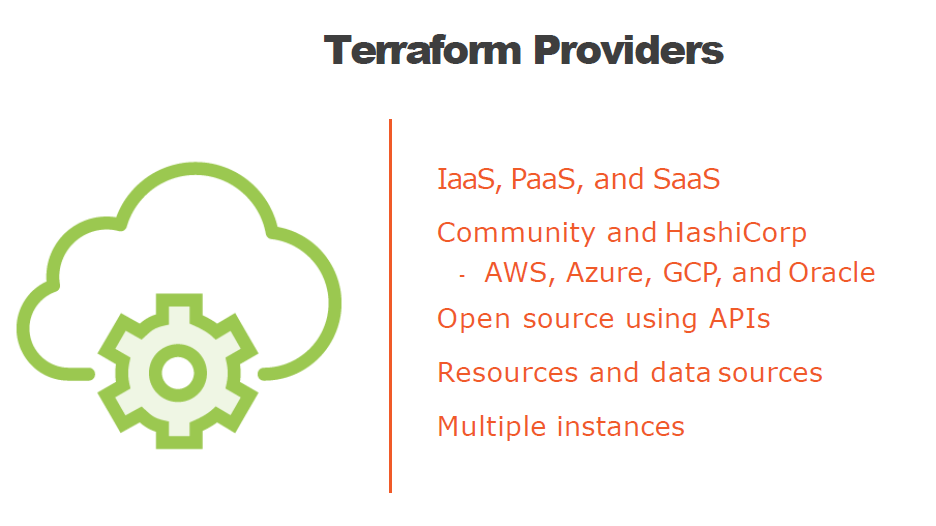 Terraform Providers
IaaS, PaaS, and SaaS
Community and HashiCorp
- AWS, Azure, GCP, and Oracle
Open source using APIs
Resources and data sources
Multiple instances